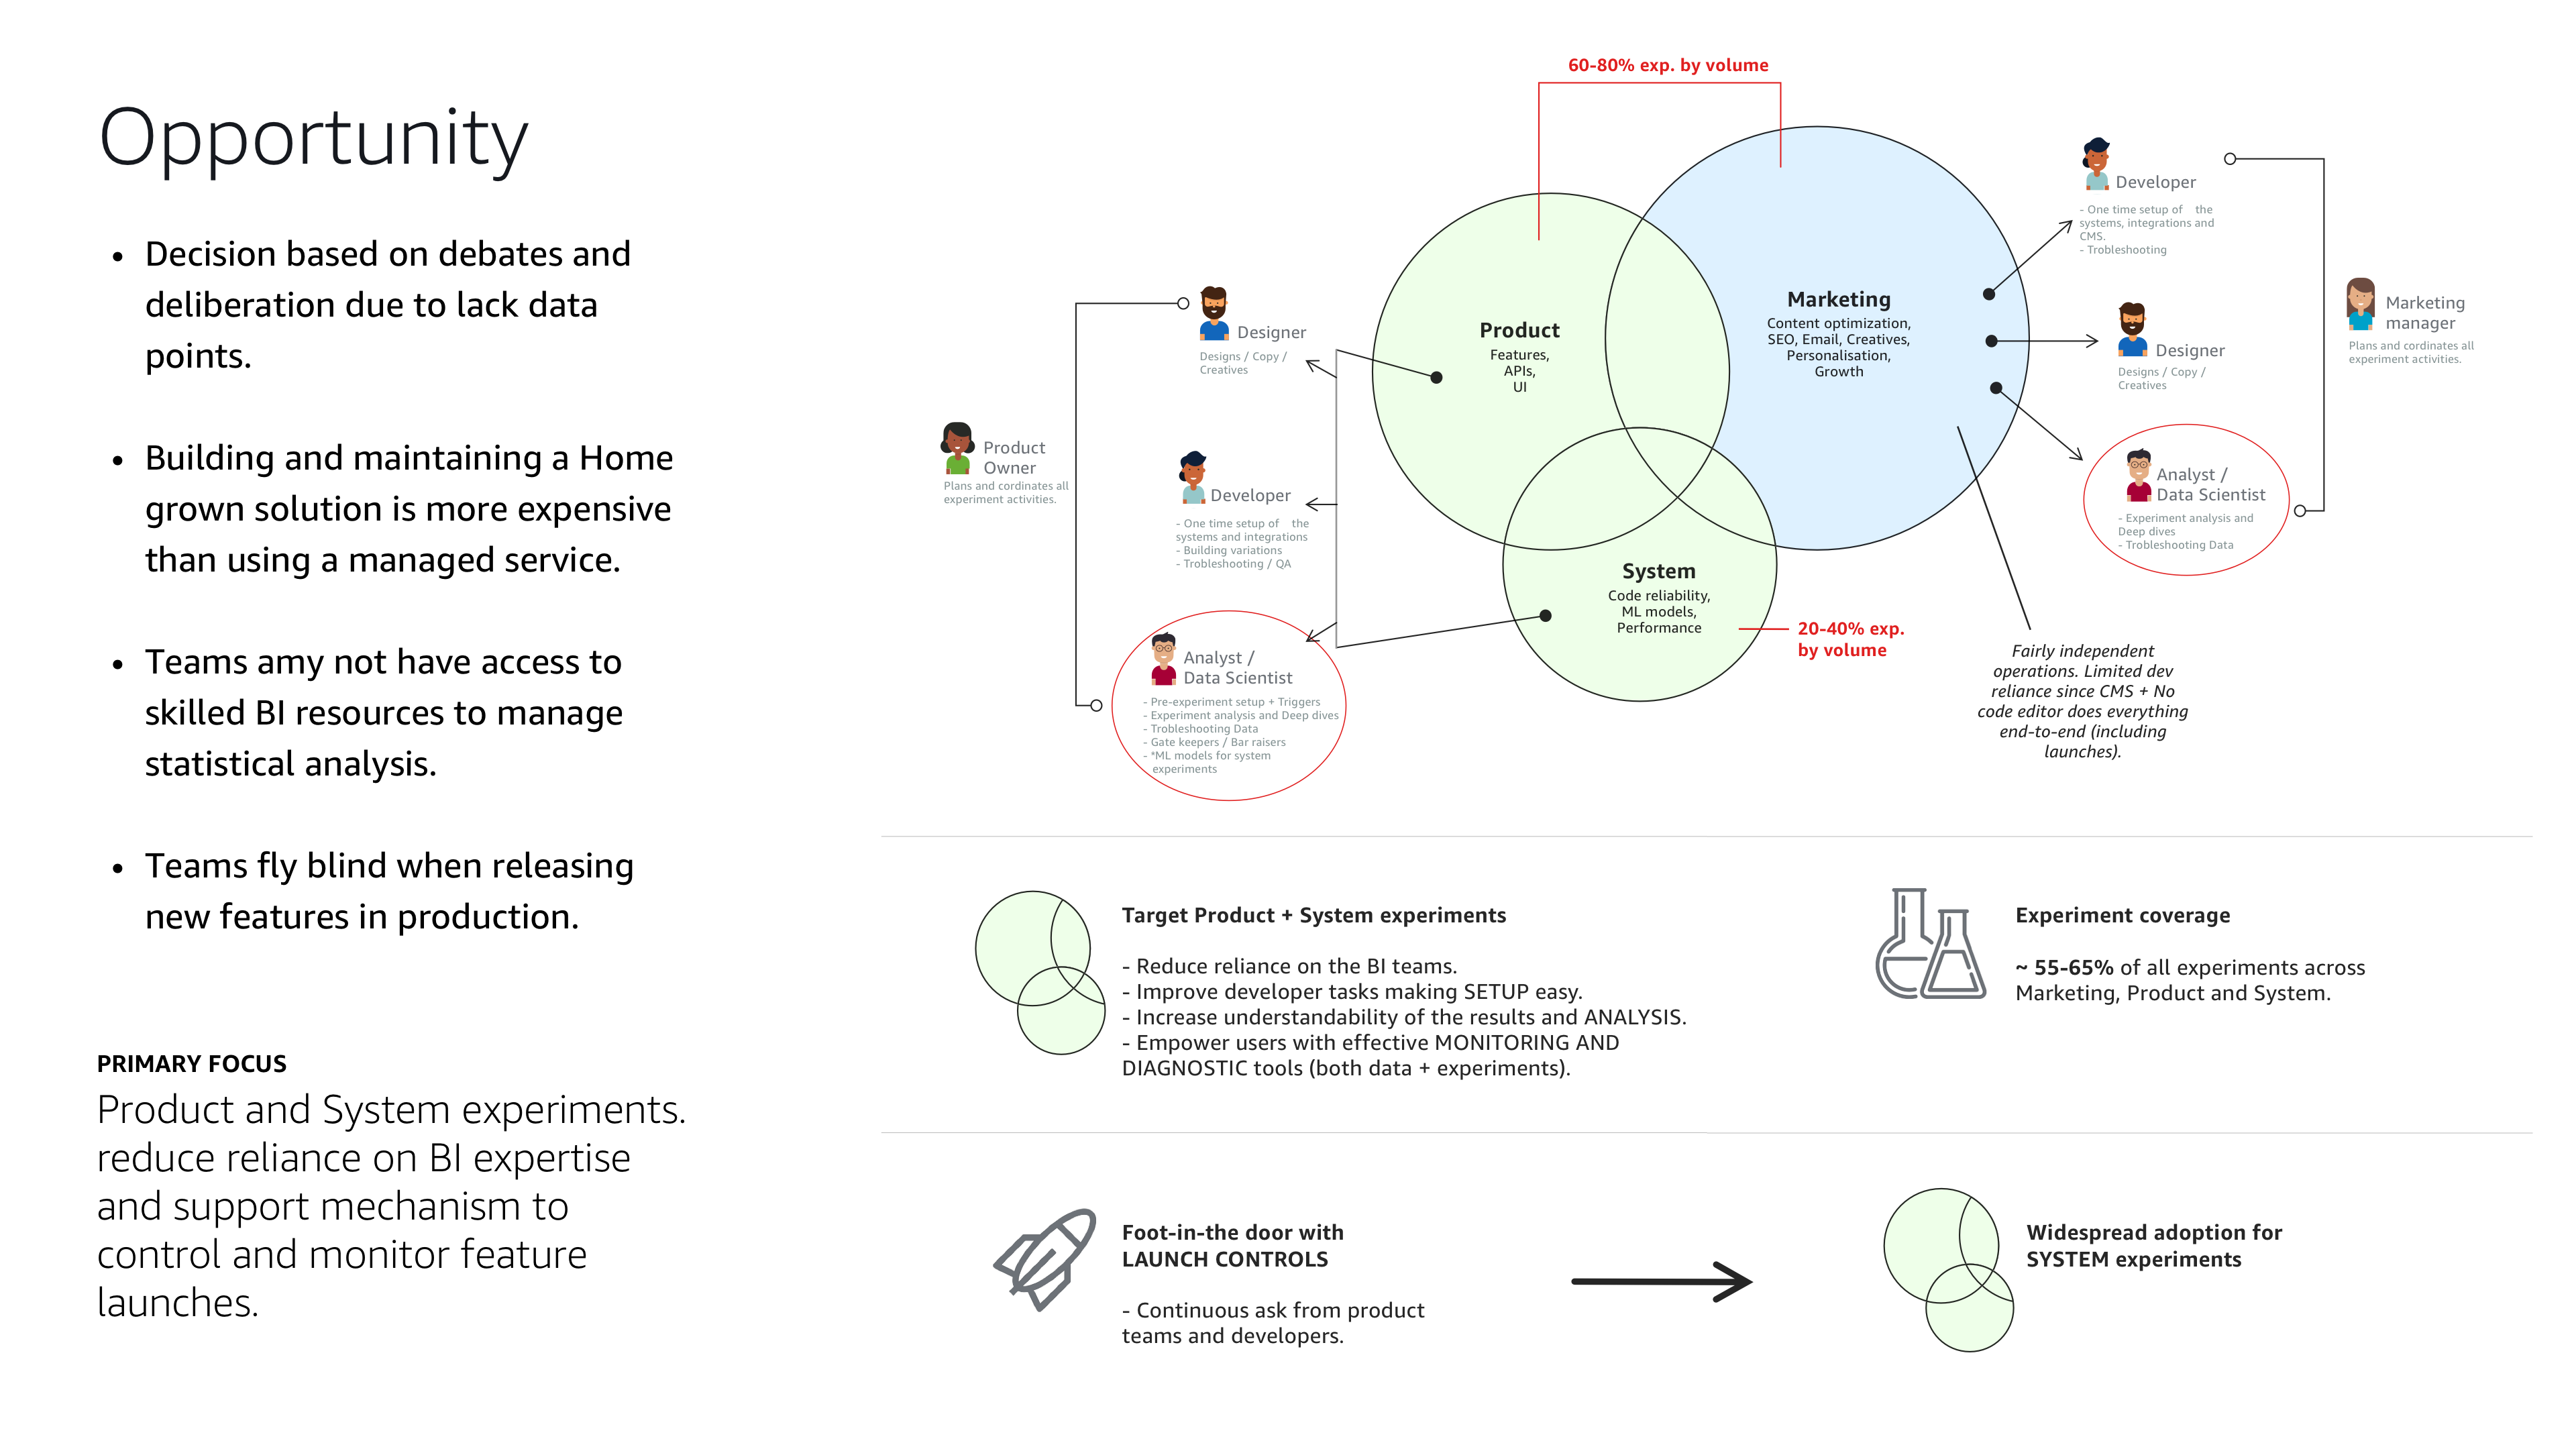 Opportunity
• Decision based on debates and
deliberation due to lack data
points.
• Building and maintaining a Home
grown solution is more expensive
than using a managed service.
• Teams amy not have access to
skilled BI resources to manage
statistical analysis.
• Teams fly blind when releasing
new features in production.
PRIMARY FOCUS
Product and System experiments.
reduce reliance on BI expertise
and support mechanism to
control and monitor feature
launches.
60-80% exp. by volume
Product
Features,
APIs,
UI
Marketing
Content optimization,
SEO, Email, Creatives,
Personalisation,
Growth
System
Code reliability,
ML models,
Performance
20-40% exp.
by volume
Product
Owner
Plans and cordinates all
experiment activities.
Designer
Designs / Copy /
Creatives
Developer
- One time setup of the
systems and integrations
- Building variations
- Trobleshooting / QA
Analyst /
Data Scientist
- Pre-experiment setup + Triggers
- Experiment analysis and Deep dives
- Trobleshooting Data
- Gate keepers / Bar raisers
- *ML models for system
experiments
Developer
- One time setup of the
systems, integrations and
CMS.
- Trobleshooting
Designer
Designs / Copy /
Creatives
Analyst /
Data Scientist
- Experiment analysis and
Deep dives
- Trobleshooting Data
Marketing
manager
Plans and cordinates all
experiment activities.
Fairly independent
operations. Limited dev
reliance since CMS + No
code editor does everything
end-to-end (including
launches).
Target Product + System experiments
- Reduce reliance on the BI teams.
- Improve developer tasks making SETUP easy.
- Increase understandability of the results and ANALYSIS.
- Empower users with effective MONITORING AND
DIAGNOSTIC tools (both data + experiments).
Experiment coverage
~ 55-65% of all experiments across
Marketing, Product and System.
Foot-in-the door with
LAUNCH CONTROLS
- Continuous ask from product
teams and developers.
Widespread adoption for
SYSTEM experiments